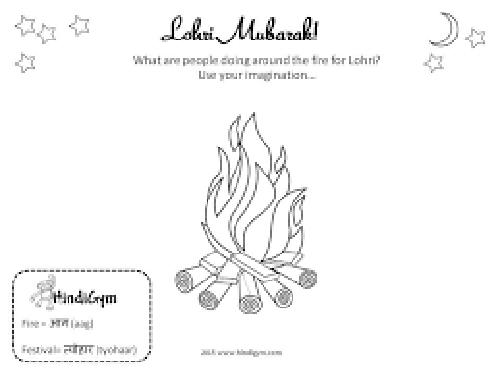 Lohri Mubarak!
What are people doing around the fire for Lohri?
Use your imagination...
HindiGym
Fire = आग (aag)
Festival= त्योहार (tyohaar)
2015 www.hindigym.com